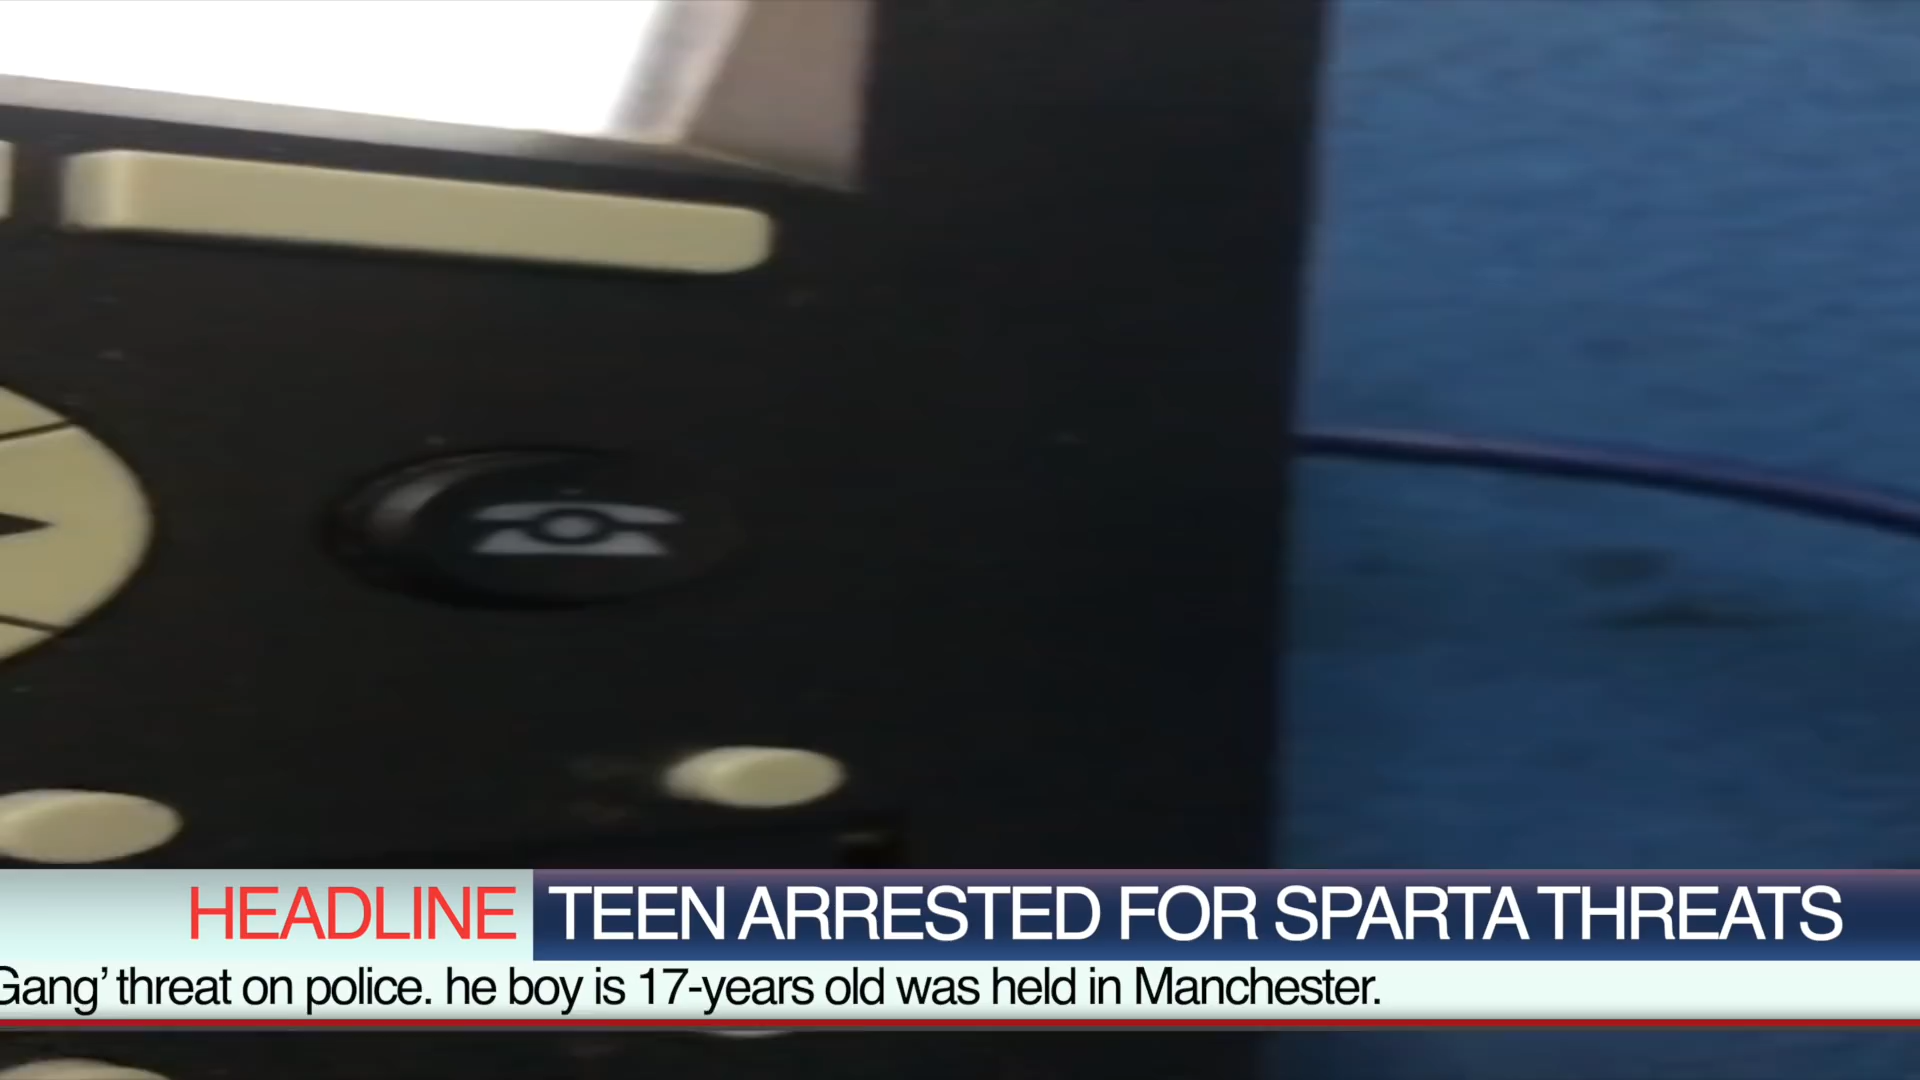 HEADLINE TEEN ARRESTED FOR SPARTA THREATS
Gang’ threat on police. he boy is 17-years old was held in Manchester.